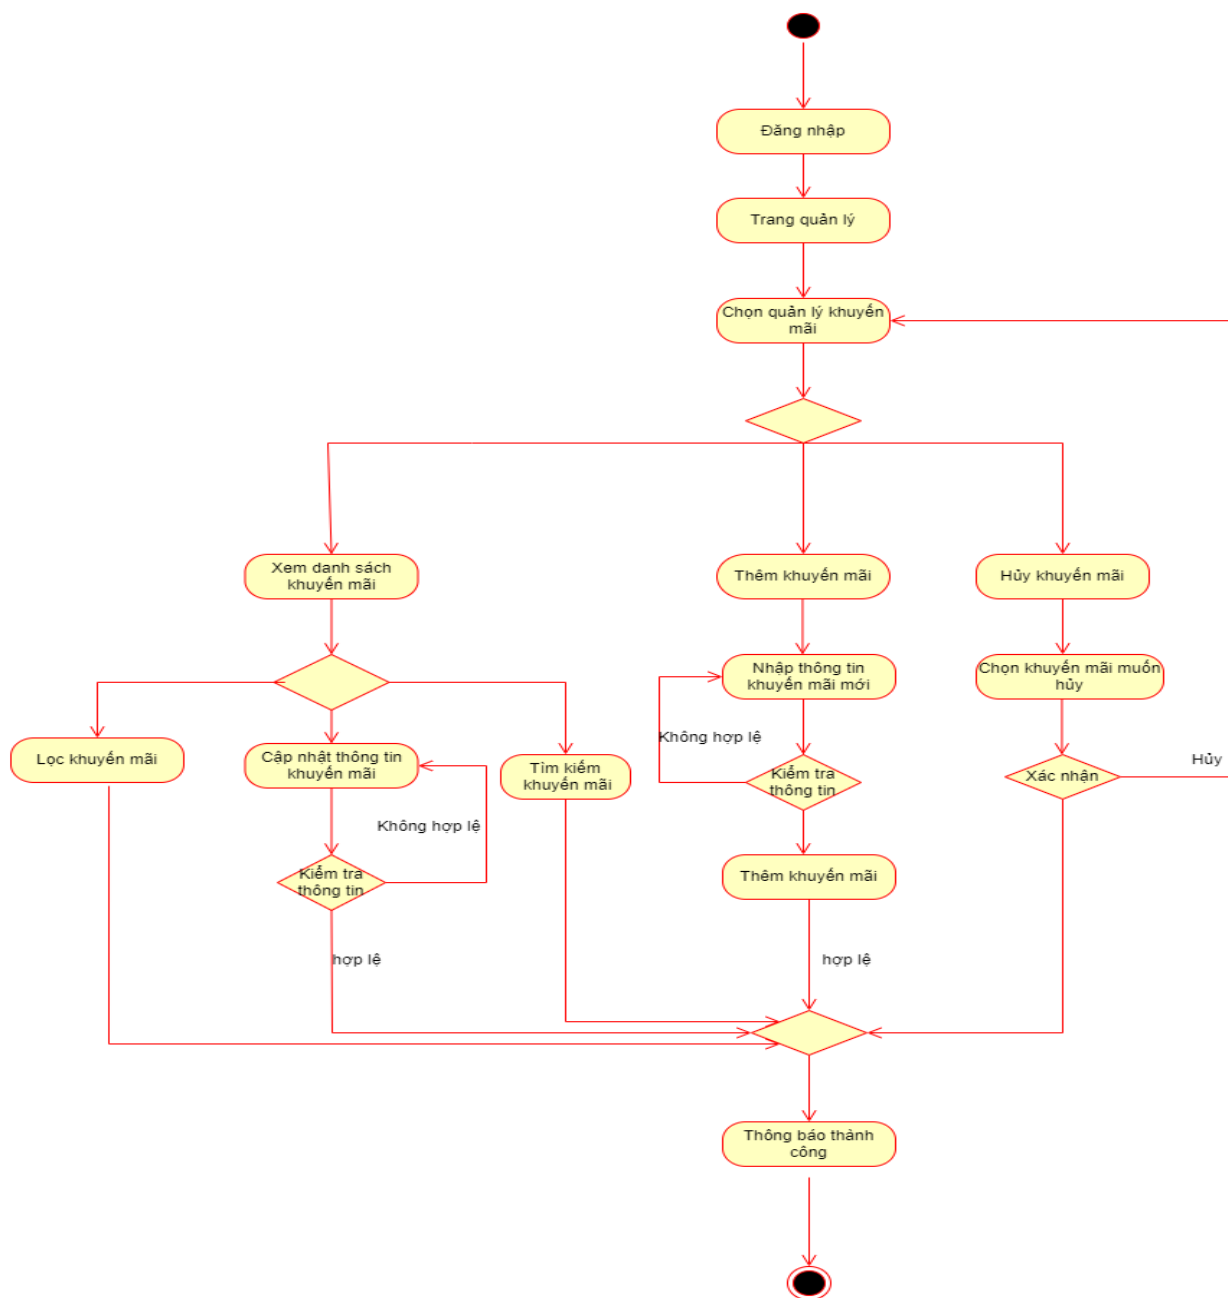 Đăng nhập
Trang quản lý
Chọn quản lý khuyến
mãi
Xem danh sách
khuyến mãi
Thêm khuyến mãi
Hủy khuyến mãi
Nhập thông tin
khuyến mãi mới
Chọn khuyến mãi muốn
hủy
Không hợp lệ
Lọc khuyến mãi
Cập nhật thông tin
khuyến mãi
Tìm kiếm
khuyến mãi
Kiểm tra
thông tin
Xác nhận
Hủy
Không hợp lệ
Kiểm tra
thông tin
Thêm khuyến mãi
hợp lệ
hợp lệ
Thông báo thành
công